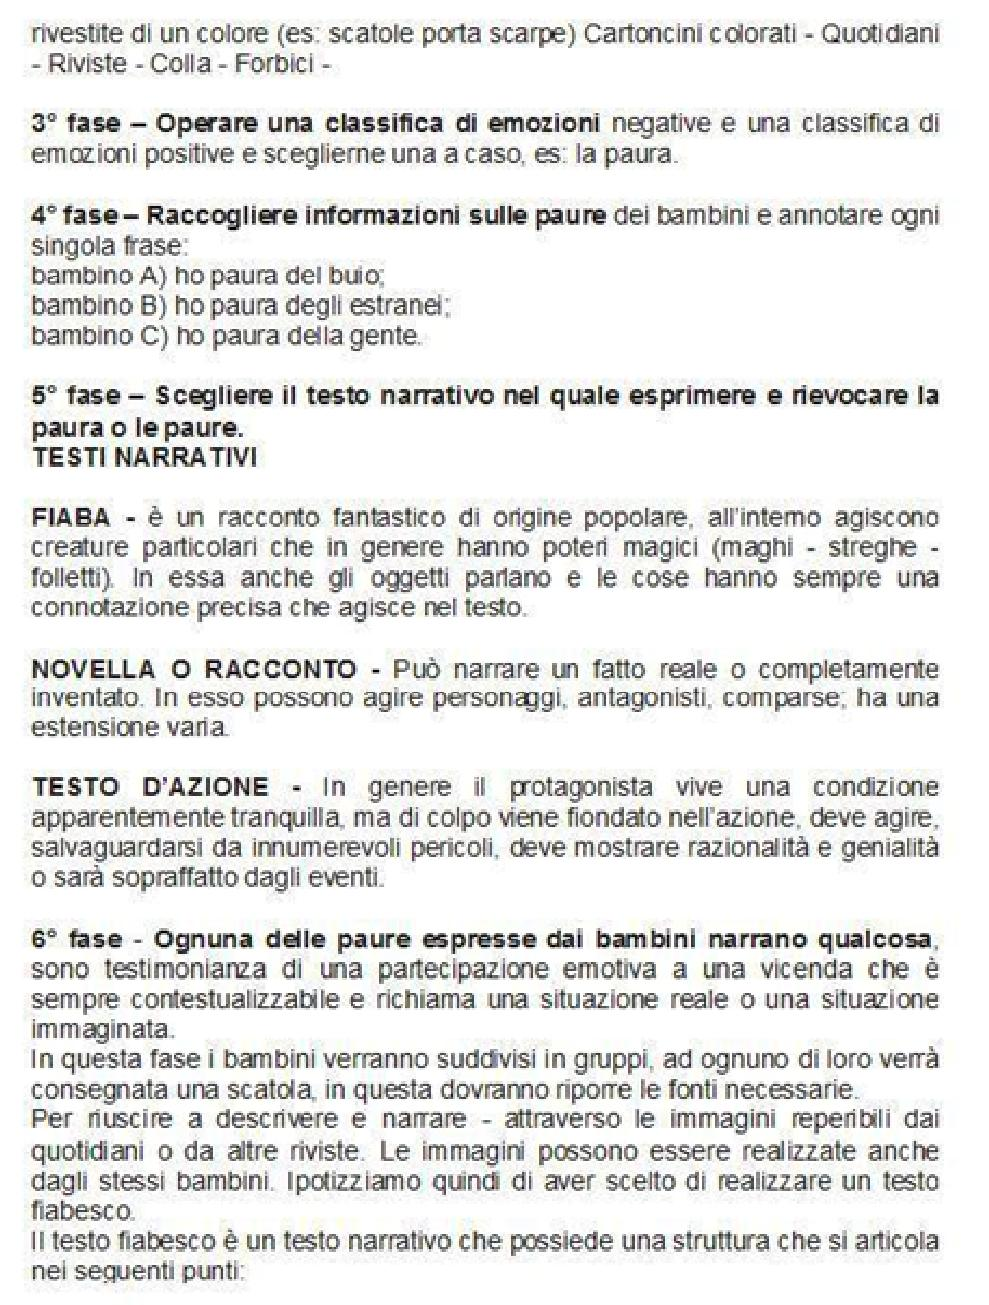 rivestite di un colore (es: scatole porta scarpe) Cartoncini colorati - Quotidiani
- Riviste - Colla - Forbici -
3° fase – Operare una classifica di emozioni negative e una classifica di
emozioni positive e sceglierne una a caso, es: la paura.
4° fase – Raccogliere informazioni sulle paure dei bambini e annotare ogni
singola frase:
bambino A) ho paura del buio;
bambino B) ho paura degli estranei;
bambino C) ho paura della gente.
5° fase – Scegliere il testo narrativo nel quale esprimere e rievocare la
paura o le paure.
TESTI NARRATIVI
FIABA - è un racconto fantastico di origine popolare, all'interno agiscono
creature particolari che in genere hanno poteri magici (maghi - streghe -
folletti). In essa anche gli oggetti parlano e le cose hanno sempre una
connotazione precisa che agisce nel testo.
NOVELLA O RACCONTO - Può narrare un fatto reale o completamente
inventato. In esso possono agire personaggi, antagonisti, comparse; ha una
estensione varia.
TESTO D'AZIONE - In genere il protagonista vive una condizione
apparentemente tranquilla, ma di colpo viene fiondato nell'azione, deve agire,
salvaguardarsi da innumerevoli pericoli, deve mostrare razionalità e genialità
o sarà sopraffatto dagli eventi.
6° fase - Ognuna delle paure espresse dai bambini narrano qualcosa,
sono testimonianza di una partecipazione emotiva a una vicenda che è
sempre contestualizzabile e richiama una situazione reale o una situazione
immaginata.
In questa fase i bambini verranno suddivisi in gruppi, ad ognuno di loro verrà
consegnata una scatola, in questa dovranno riporre le fonti necessarie.
Per riuscire a descrivere e narrare - attraverso le immagini reperibili dai
quotidiani o da altre riviste. Le immagini possono essere realizzate anche
dagli stessi bambini. Ipotizziamo quindi di aver scelto di realizzare un testo
fiabesco.
Il testo fiabesco è un testo narrativo che possiede una struttura che si articola
nei seguenti punti: